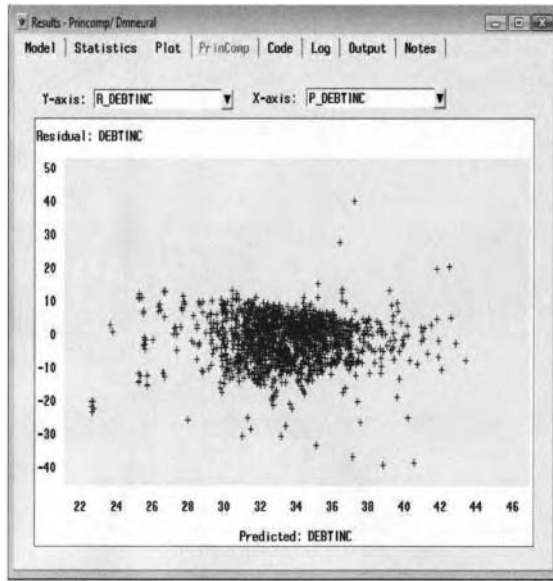 Results - Princomp/ Dmneural
Model Statistics Plot PrinComp Code Log Output Notes
Y-axis: R_DEBTINC X-axis: P_DEBTINC
Residual: DEBTINC
50
40
30
20
10
0
-10
-20
-30
-40
22 24 26 28 30 32 34 36 38 40 42 44 46
Predicted: DEBTINC